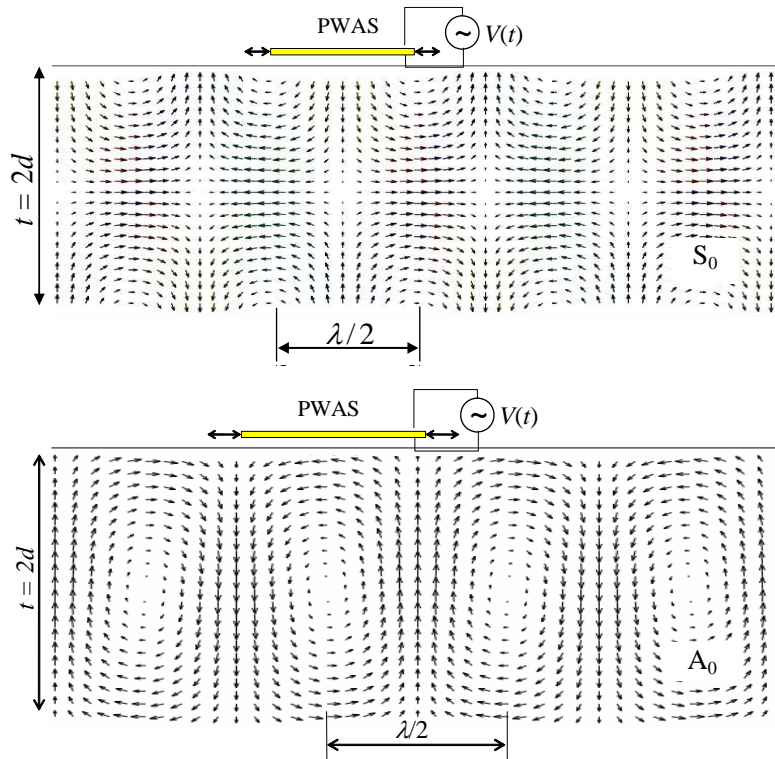 PWAS
~ V(t)
t = 2d
S₀
λ/2
PWAS
~ V(t)
t = 2d
A₀
λ/2